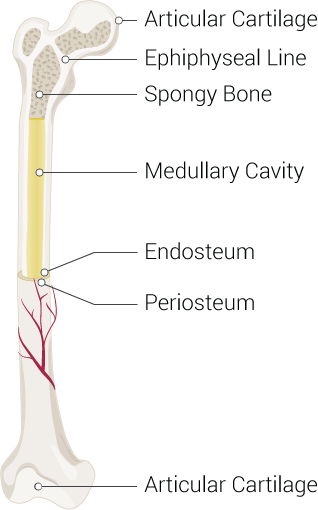 Articular Cartilage
Ephiphyseal Line
Spongy Bone
Medullary Cavity
Endosteum
Periosteum
Articular Cartilage